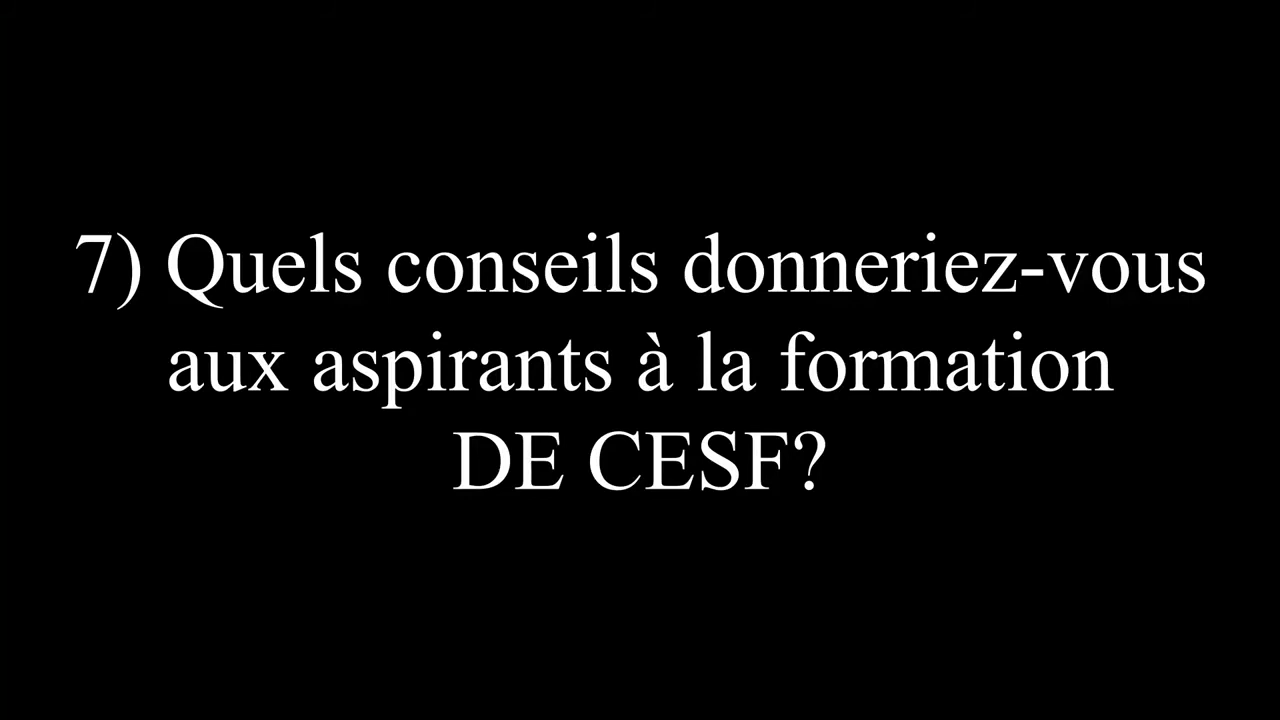 7) Quels conseils donneriez-vous
aux aspirants à la formation
DE CESF?